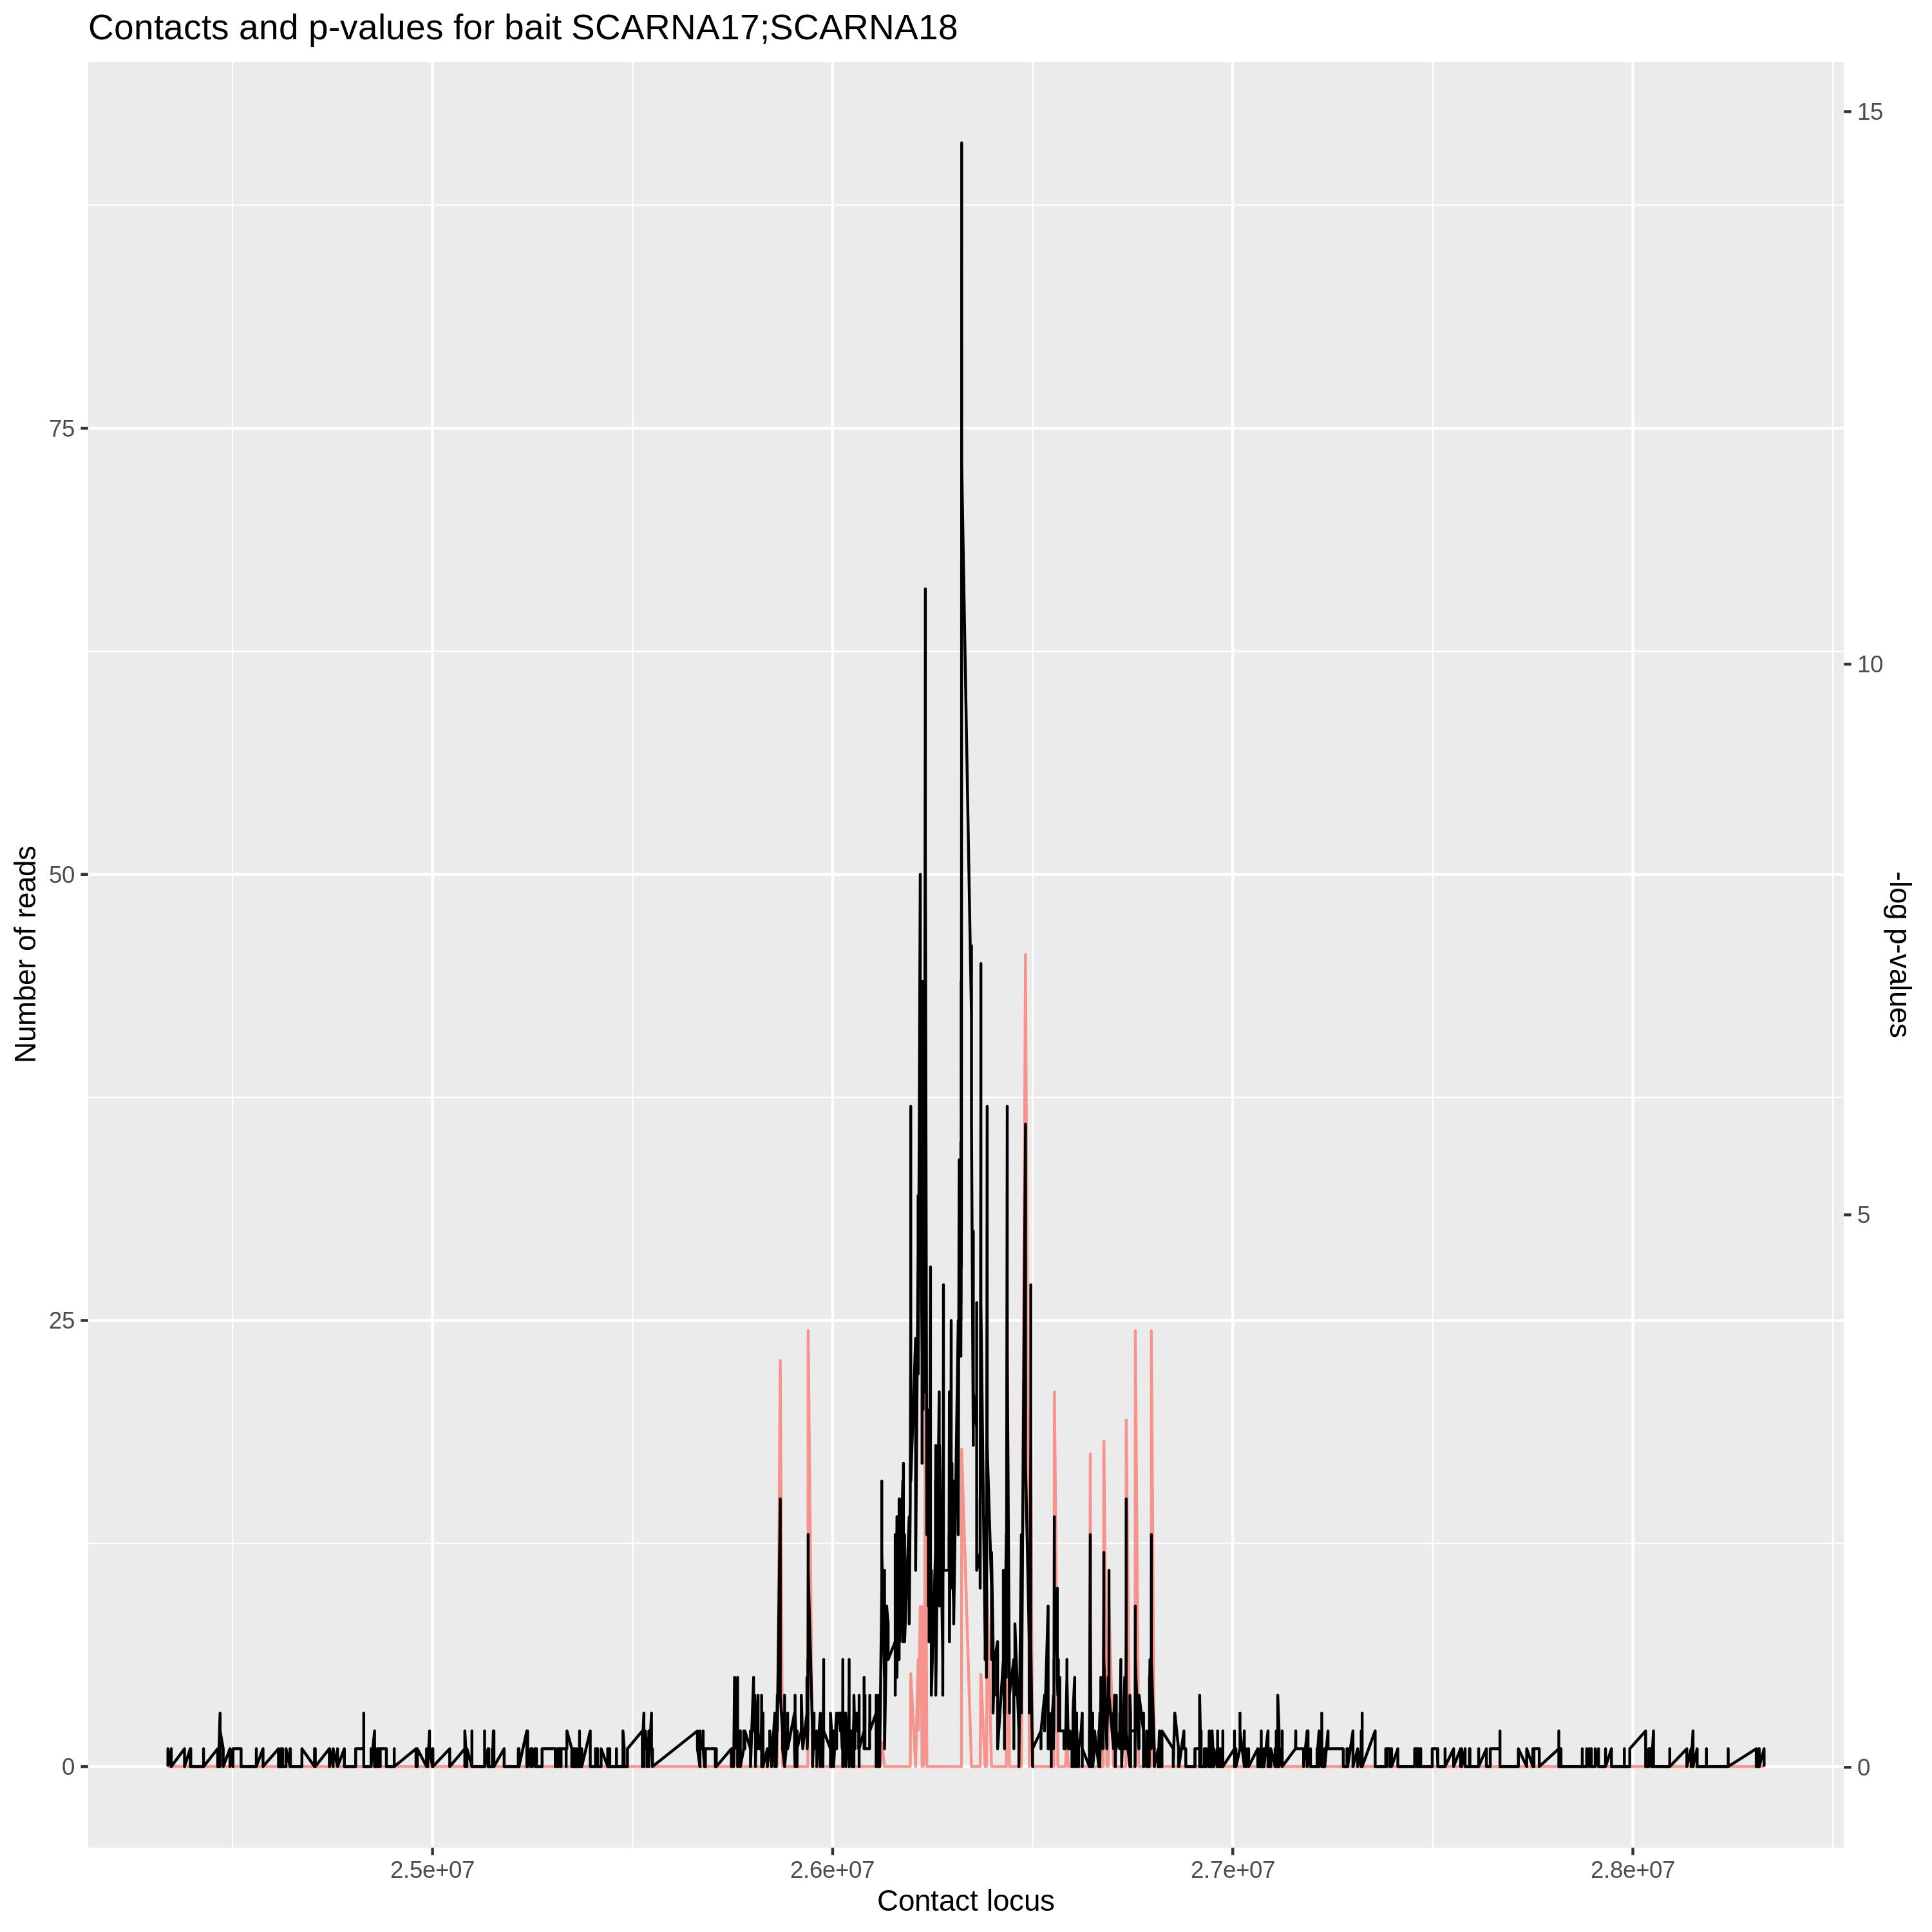 Contacts and p-values for bait SCARNA17;SCARNA18
15
75
10
50
Number of reads
-log p-values
5
25
0
0
2.5e+07
2.6e+07
2.7e+07
2.8e+07
Contact locus